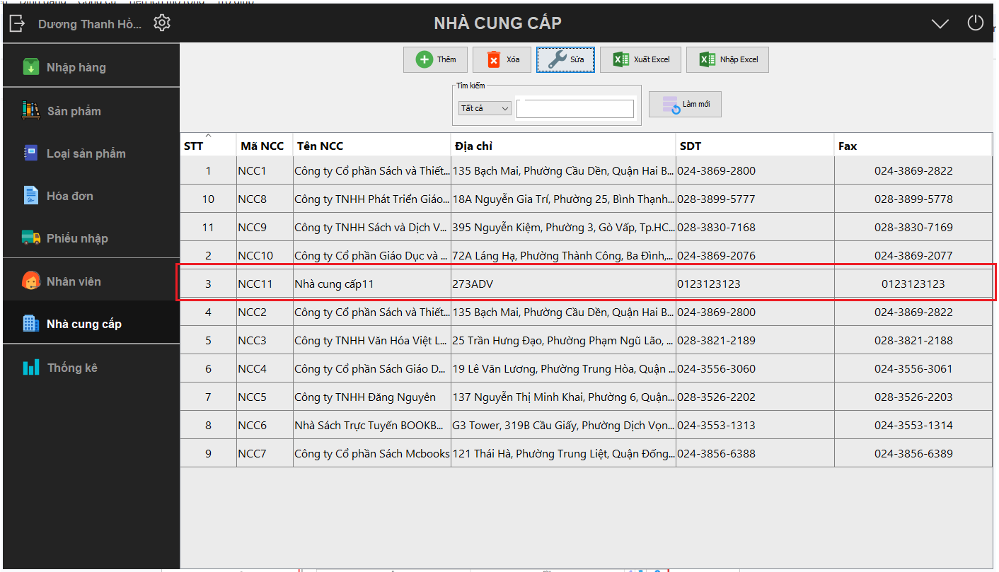 Dương Thanh Hồ...
NHÀ CUNG CẤP
Nhập hàng
Sản phẩm
Loại sản phẩm
Hóa đơn
Phiếu nhập
Nhân viên
Nhà cung cấp
Thống kê
Thêm Xóa Sửa Xuất Excel Nhập Excel
Tìm kiếm
Tất cả
Làm mới
STT Mã NCC Tên NCC Địa chỉ SDT Fax
1 NCC1 Công ty Cổ phần Sách và Thiết... 135 Bạch Mai, Phường Cầu Dền, Quận Hai B... 024-3869-2800 024-3869-2822
10 NCC8 Công ty TNHH Phát Triển Giáo... 18A Nguyễn Gia Trí, Phường 25, Bình Thạnh... 028-3899-5777 028-3899-5778
11 NCC9 Công ty TNHH Sách và Dịch V... 395 Nguyễn Kiệm, Phường 3, Gò Vấp, Tp.HC... 028-3830-7168 028-3830-7169
2 NCC10 Công ty Cổ phần Giáo Dục và ... 72A Láng Hạ, Phường Thành Công, Ba Đình,... 024-3869-2076 024-3869-2077
3 NCC11 Nhà cung cấp11 273ADV 0123123123 0123123123
4 NCC2 Công ty Cổ phần Sách và Thiết... 135 Bạch Mai, Phường Cầu Dền, Quận Hai B... 024-3869-2800 024-3869-2822
5 NCC3 Công ty TNHH Văn Hóa Việt L... 25 Trần Hưng Đạo, Phường Phạm Ngũ Lão, ... 028-3821-2189 028-3821-2188
6 NCC4 Công ty Cổ phần Sách Giáo D... 19 Lê Văn Lương, Phường Trung Hòa, Quận ... 024-3556-3060 024-3556-3061
7 NCC5 Công ty TNHH Đăng Nguyên 137 Nguyễn Thị Minh Khai, Phường 6, Quận... 028-3526-2202 028-3526-2203
8 NCC6 Nhà Sách Trực Tuyến BOOKB... G3 Tower, 319B Cầu Giấy, Phường Dịch Vọn... 024-3553-1313 024-3553-1314
9 NCC7 Công ty Cổ phần Sách Mcbooks 121 Thái Hà, Phường Trung Liệt, Quận Đống... 024-3856-6388 024-3856-6389